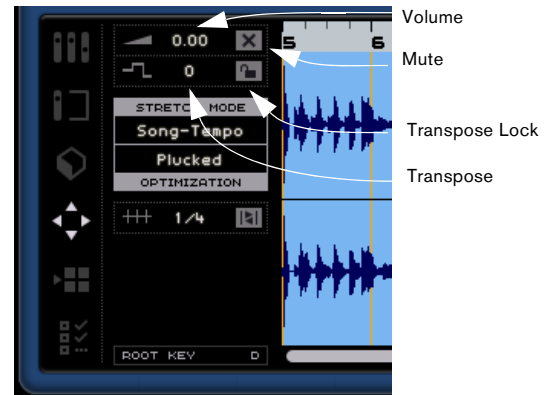 Volume
0.00
5
6
Mute
0
STRETCH MODE
Song-Tempo
Transpose Lock
Plucked
Transpose
OPTIMIZATION
1/4
ROOT KEY D